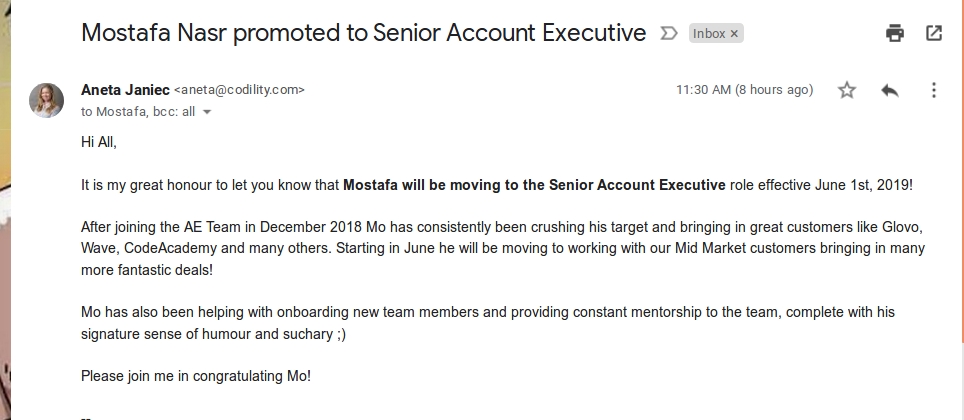 Mostafa Nasr promoted to Senior Account Executive Inbox ×
Aneta Janiec <aneta@codility.com> 11:30 AM (8 hours ago)
to Mostafa, bcc: all
Hi All,
It is my great honour to let you know that Mostafa will be moving to the Senior Account Executive role effective June 1st, 2019!
After joining the AE Team in December 2018 Mo has consistently been crushing his target and bringing in great customers like Glovo,
Wave, CodeAcademy and many others. Starting in June he will be moving to working with our Mid Market customers bringing in many
more fantastic deals!
Mo has also been helping with onboarding new team members and providing constant mentorship to the team, complete with his
signature sense of humour and suchary ;)
Please join me in congratulating Mo!